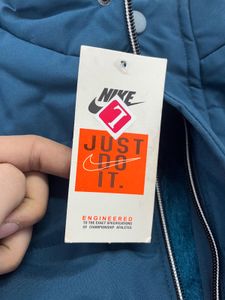 NIKE
L
JUST
DO
IT.
ENGINEERED
TO THE EXACT SPECIFICATIONS
OF CHAMPIONSHIP ATHLETES